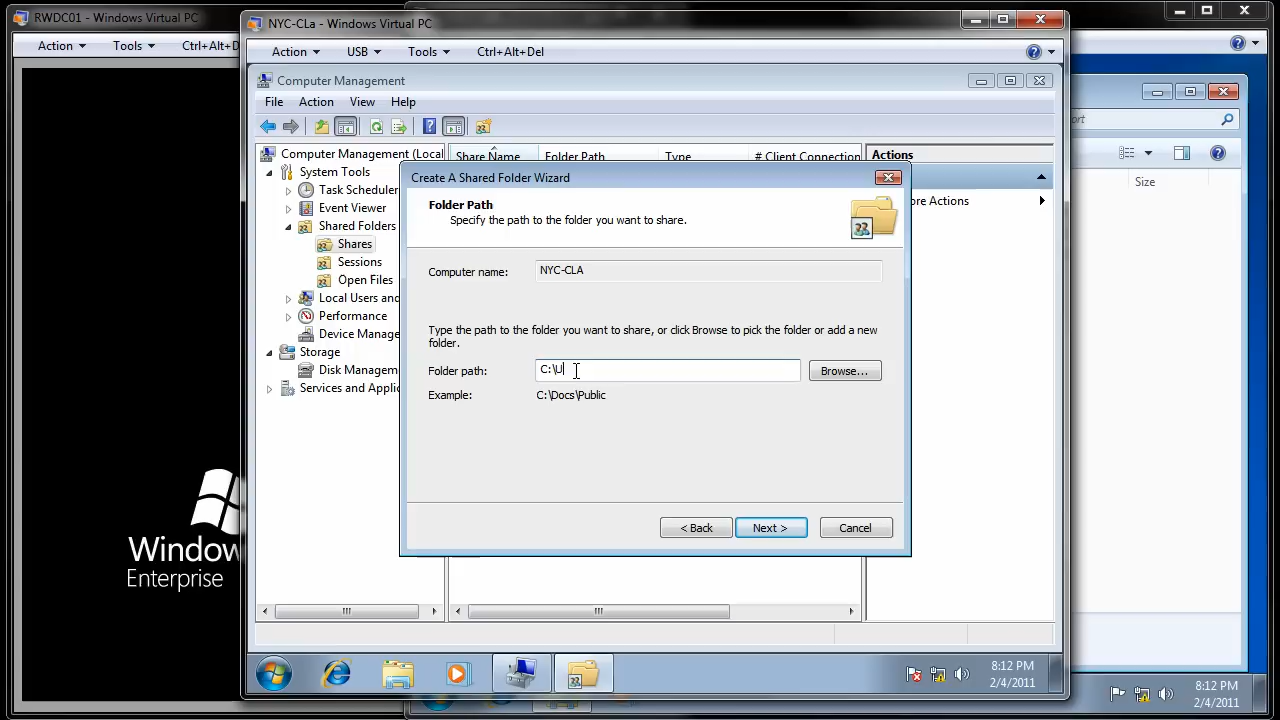 RWDC01 - Windows Virtual PC
Action
Tools
Ctrl+Alt+D
NYC-CLa - Windows Virtual PC
Action
USB
Tools
Ctrl+Alt+Del
Computer Management
File
Action
View
Help
Computer Management (Local
System Tools
Task Scheduler
Event Viewer
Shared Folders
Shares
Sessions
Open Files
Local Users and
Performance
Device Manage
Storage
Disk Managem
Services and Applica
Share Name
Folder Path
Type
# Client Connection
Actions
ore Actions
Create A Shared Folder Wizard
Folder Path
Specify the path to the folder you want to share.
Computer name:
NYC-CLA
Type the path to the folder you want to share, or click Browse to pick the folder or add a new
folder.
Folder path:
C:\U
Browse...
Example:
C:\Docs\Public
< Back
Next >
Cancel
Window
Enterprise
Size
8:12 PM
2/4/2011
8:12 PM
2/4/2011